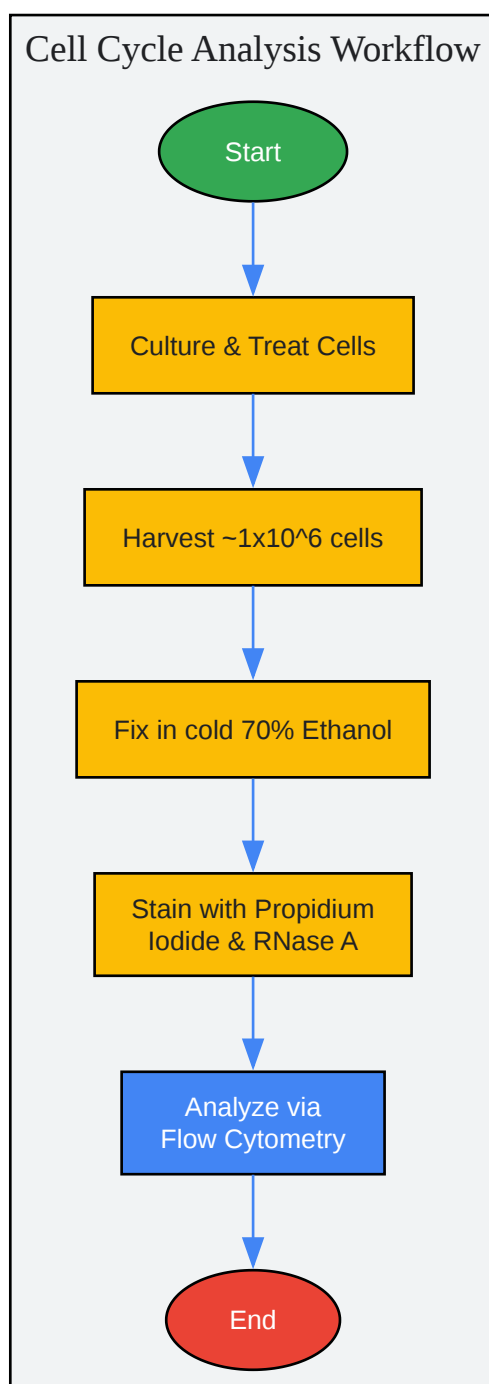 Cell Cycle Analysis Workflow
Start
Culture & Treat Cells
Harvest ~1x10^6 cells
Fix in cold 70% Ethanol
Stain with Propidium
Iodide & RNase A
Analyze via
Flow Cytometry
End